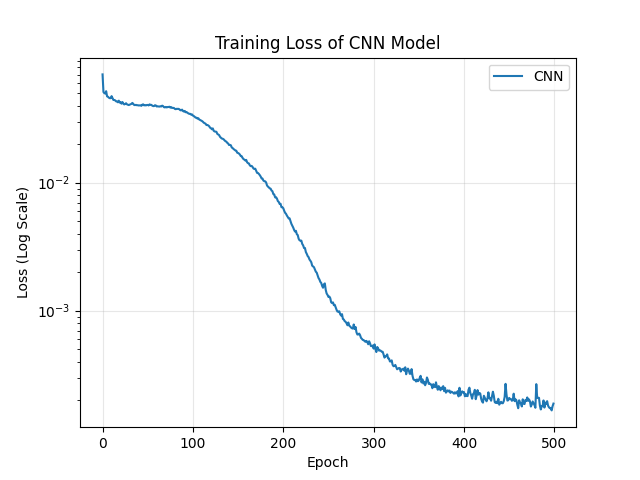 Training Loss of CNN Model
CNN
Loss (Log Scale)
10⁻²
10⁻³
0 100 200 300 400 500
Epoch